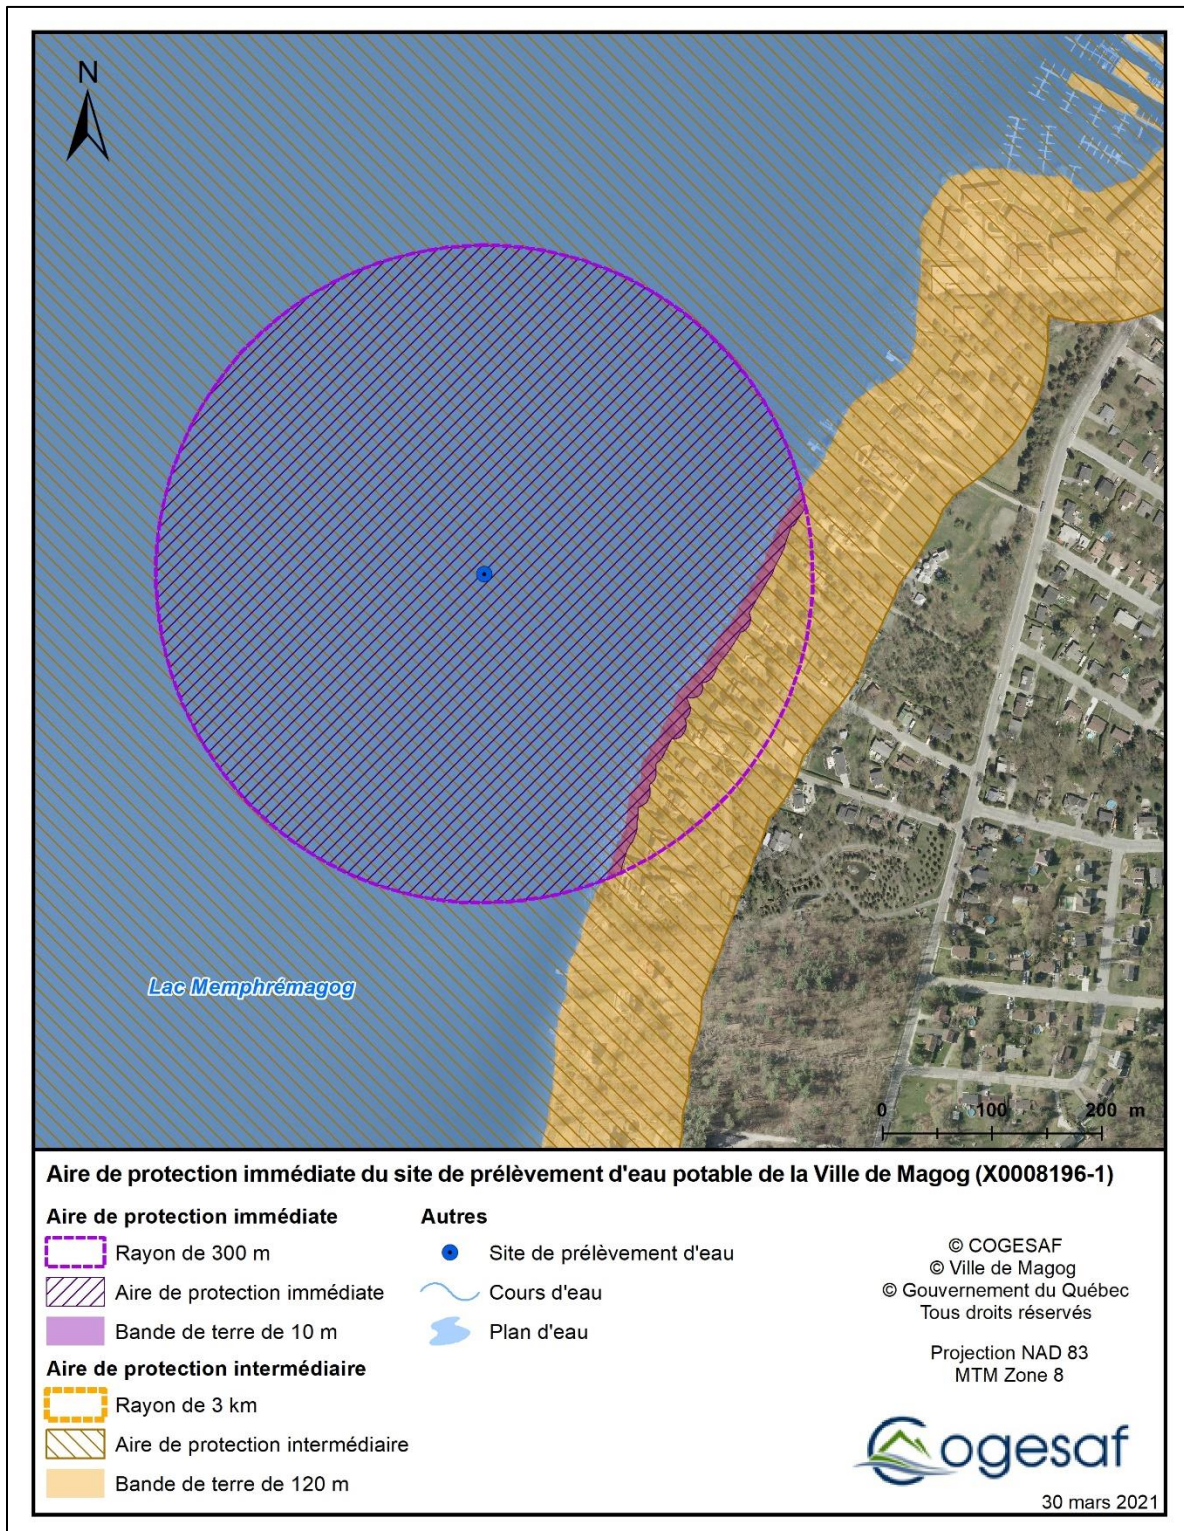 N
Lac Memphrémagog
0 100 200 m
Aire de protection immédiate du site de prélèvement d'eau potable de la Ville de Magog (X0008196-1)
Aire de protection immédiate
Rayon de 300 m
Aire de protection immédiate
Bande de terre de 10 m
Aire de protection intermédiaire
Rayon de 3 km
Aire de protection intermédiaire
Bande de terre de 120 m
Autres
Site de prélèvement d'eau
Cours d'eau
Plan d'eau
© COGESAF
© Ville de Magog
© Gouvernement du Québec
Tous droits réservés
Projection NAD 83
MTM Zone 8
Cogesaf
30 mars 2021